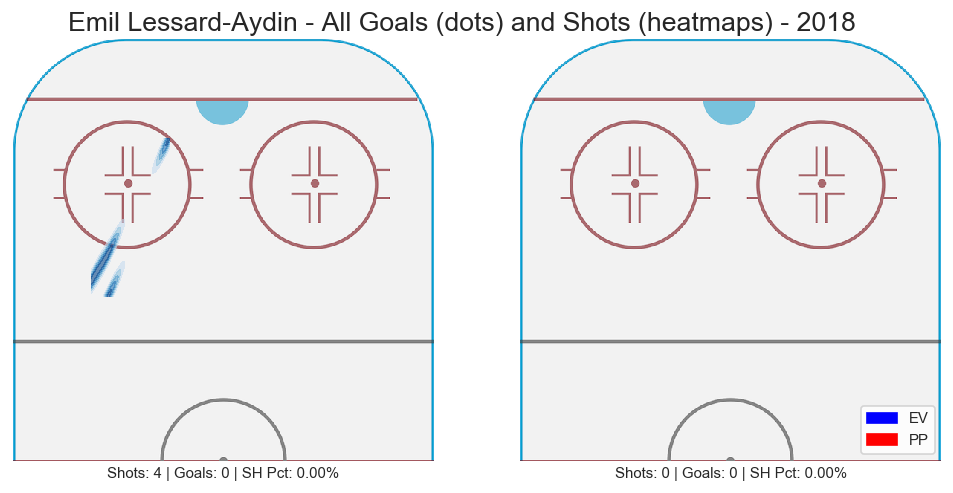 Emil Lessard-Aydin - All Goals (dots) and Shots (heatmaps) - 2018
EV
PP
Shots: 4 | Goals: 0 | SH Pct: 0.00%
Shots: 0 | Goals: 0 | SH Pct: 0.00%